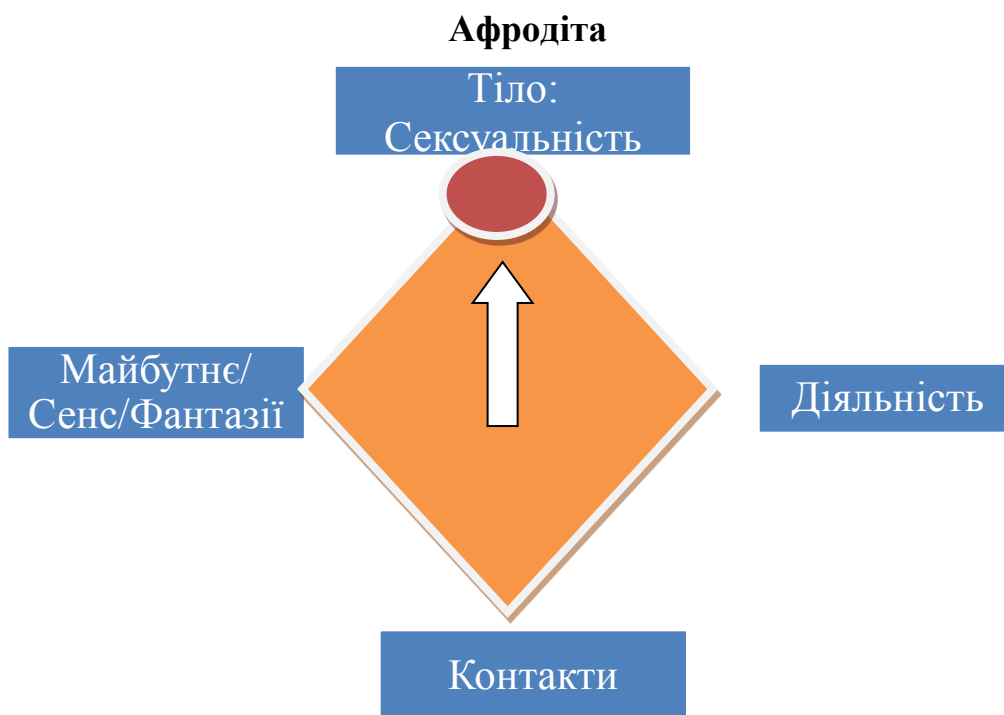 Афродіта
Тіло:
Сексуальність
Майбутнє/
Сенс/Фантазії
Діяльність
Контакти